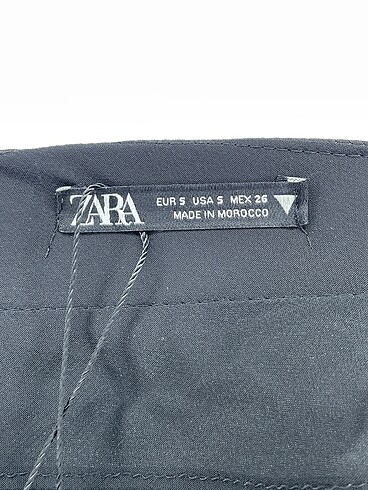 ZARA
EUR S USA S MEX 26
MADE IN MOROCCO